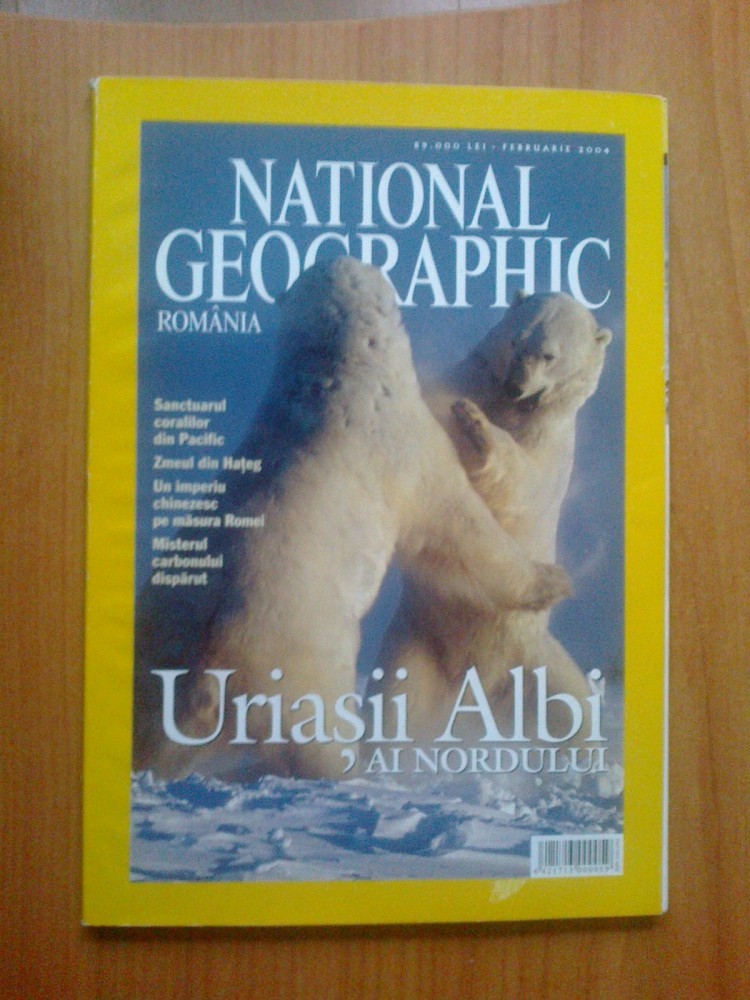 89.000 LEI • FEBRUARIE 2004
NATIONAL
GEOGRAPHIC
ROMÂNIA
Sanctuarul
coralilor
din Pacific
Zmeul din Hațeg
Un imperiu
chinezesc
pe măsura Romei
Misterul
carbonului
dispărut
Uriașii Albi
AI NORDULUI